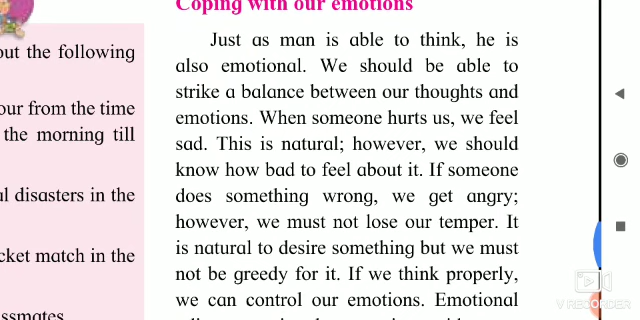 Coping with our emotions
out the following
our from the time
the morning till
al disasters in the
cket match in the
ssmates
Just as man is able to think, he is
also emotional. We should be able to
strike a balance between our thoughts and
emotions. When someone hurts us, we feel
sad. This is natural; however, we should
know how bad to feel about it. If someone
does something wrong, we get angry;
however, we must not lose our temper. It
is natural to desire something but we must
not be greedy for it. If we think properly,
we can control our emotions. Emotional
V RECORDER